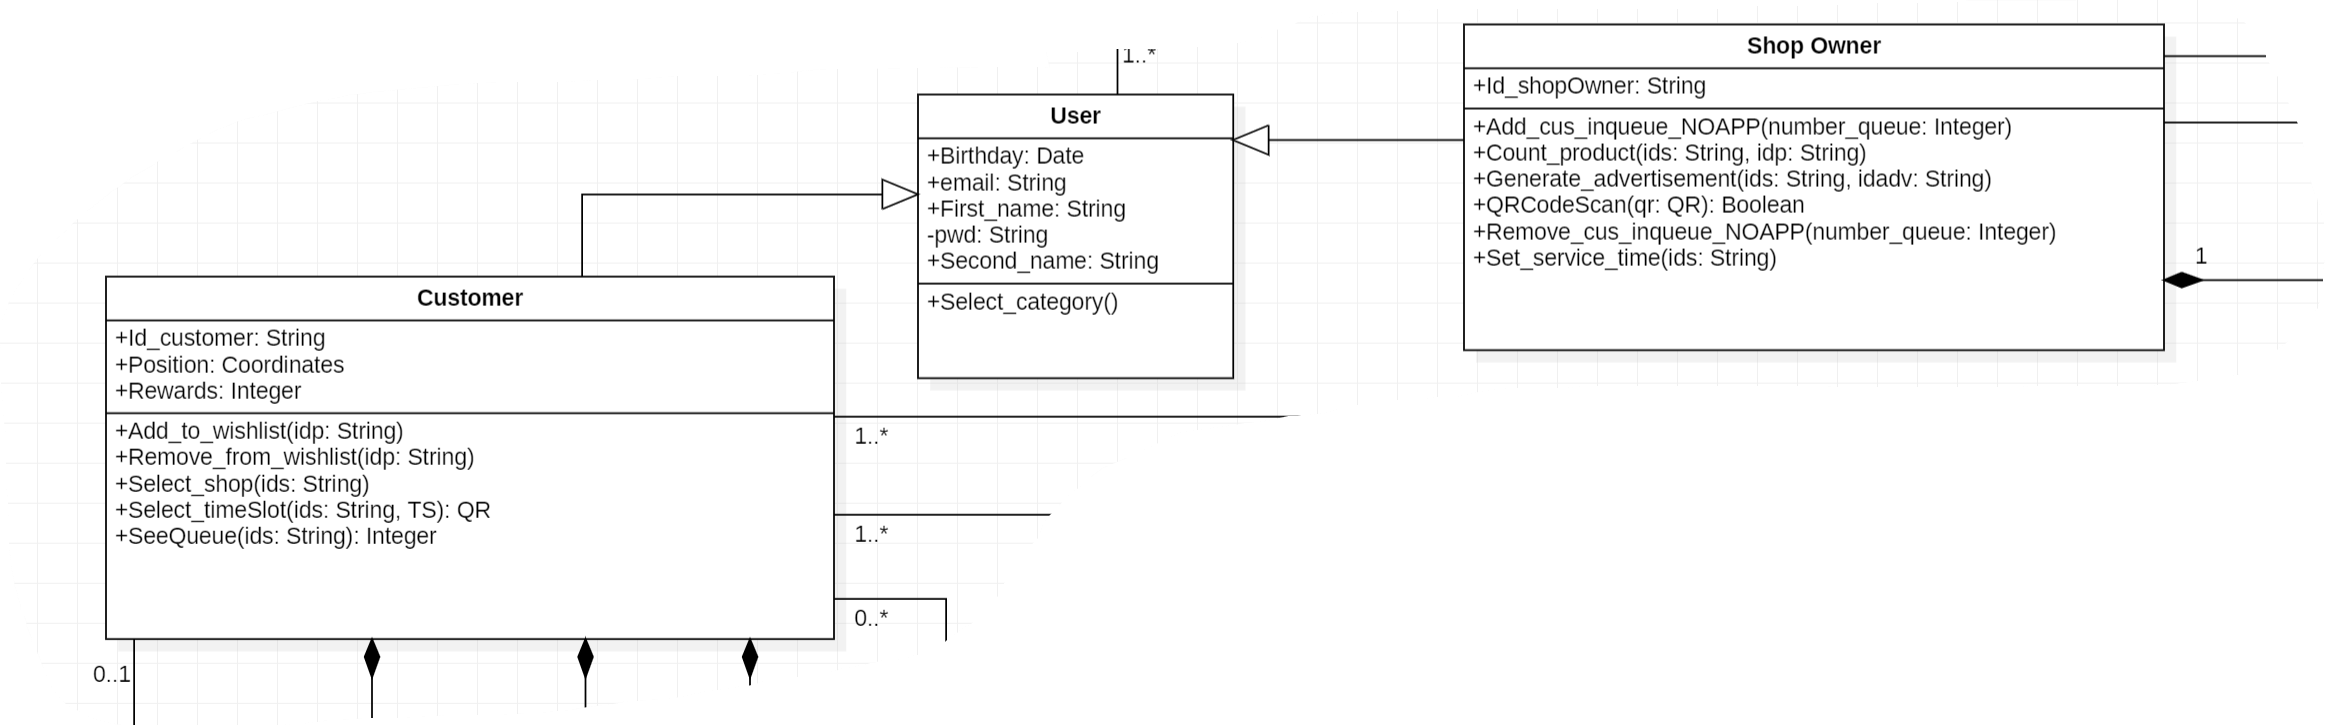 1..*
User
+Birthday: Date
+email: String
+First_name: String
-pwd: String
+Second_name: String
+Select_category()
Shop Owner
+Id_shopOwner: String
+Add_cus_inqueue_NOAPP(number_queue: Integer)
+Count_product(ids: String, idp: String)
+Generate_advertisement(ids: String, idadv: String)
+QRCodeScan(qr: QR): Boolean
+Remove_cus_inqueue_NOAPP(number_queue: Integer)
+Set_service_time(ids: String)
1
Customer
+Id_customer: String
+Position: Coordinates
+Rewards: Integer
+Add_to_wishlist(idp: String)
+Remove_from_wishlist(idp: String)
+Select_shop(ids: String)
+Select_timeSlot(ids: String, TS): QR
+SeeQueue(ids: String): Integer
1..*
1..*
0..*
0..1